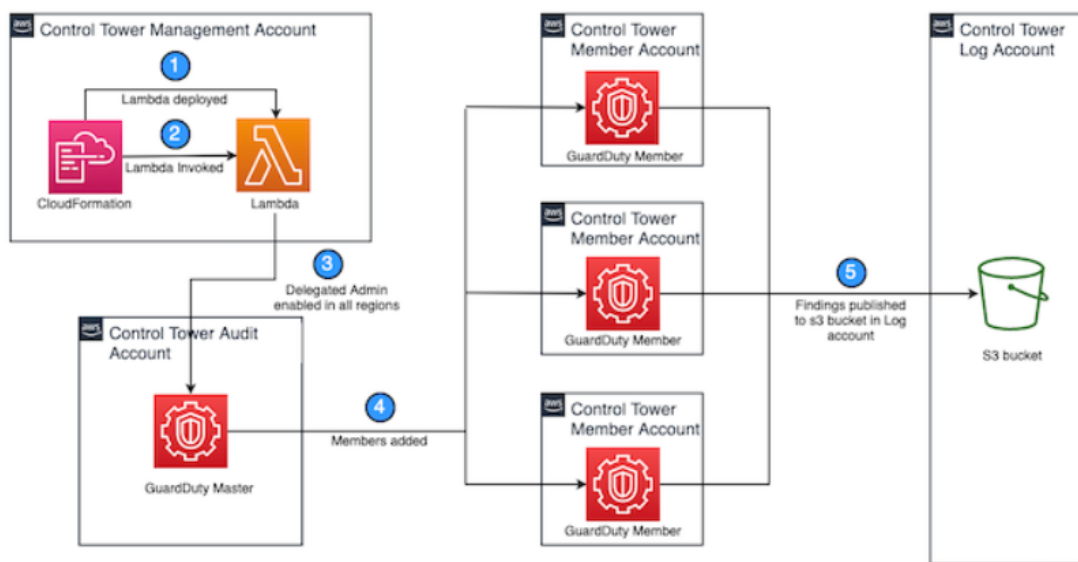 aws
Control Tower Management Account
1
Lambda deployed
2
Lambda Invoked
CloudFormation
Lambda
3
Delegated Admin
enabled in all regions
aws
Control Tower Audit
Account
GuardDuty Master
4
Members added
aws
Control Tower
Member Account
GuardDuty Member
aws
Control Tower
Member Account
GuardDuty Member
aws
Control Tower
Member Account
GuardDuty Member
5
Findings published
to s3 bucket in Log
account
aws
Control Tower
Log Account
S3 bucket